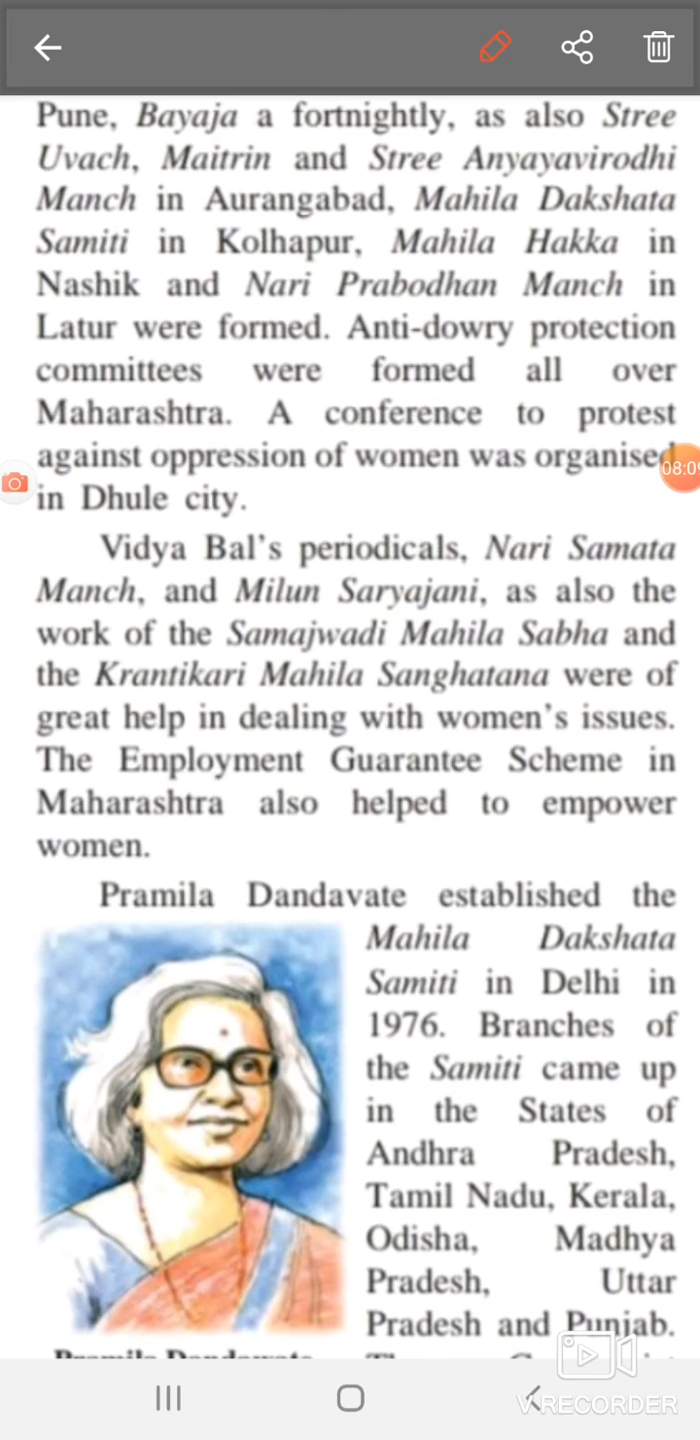 Pune, Bayaja a fortnightly, as also Stree
Uvach, Maitrin and Stree Anyayavirodhi
Manch in Aurangabad, Mahila Dakshata
Samiti in Kolhapur, Mahila Hakka in
Nashik and Nari Prabodhan Manch in
Latur were formed. Anti-dowry protection
committees were formed all over
Maharashtra. A conference to protest
against oppression of women was organised
08:09
in Dhule city.
Vidya Bal's periodicals, Nari Samata
Manch, and Milun Saryajani, as also the
work of the Samajwadi Mahila Sabha and
the Krantikari Mahila Sanghatana were of
great help in dealing with women's issues.
The Employment Guarantee Scheme in
Maharashtra also helped to empower
women.
Pramila Dandavate established the
Mahila Dakshata
Samiti in Delhi in
1976. Branches of
the Samiti came up
in the States of
Andhra Pradesh,
Tamil Nadu, Kerala,
Odisha, Madhya
Pradesh, Uttar
Pradesh and Punjab.
Pramila Dandavate
V RECORDER